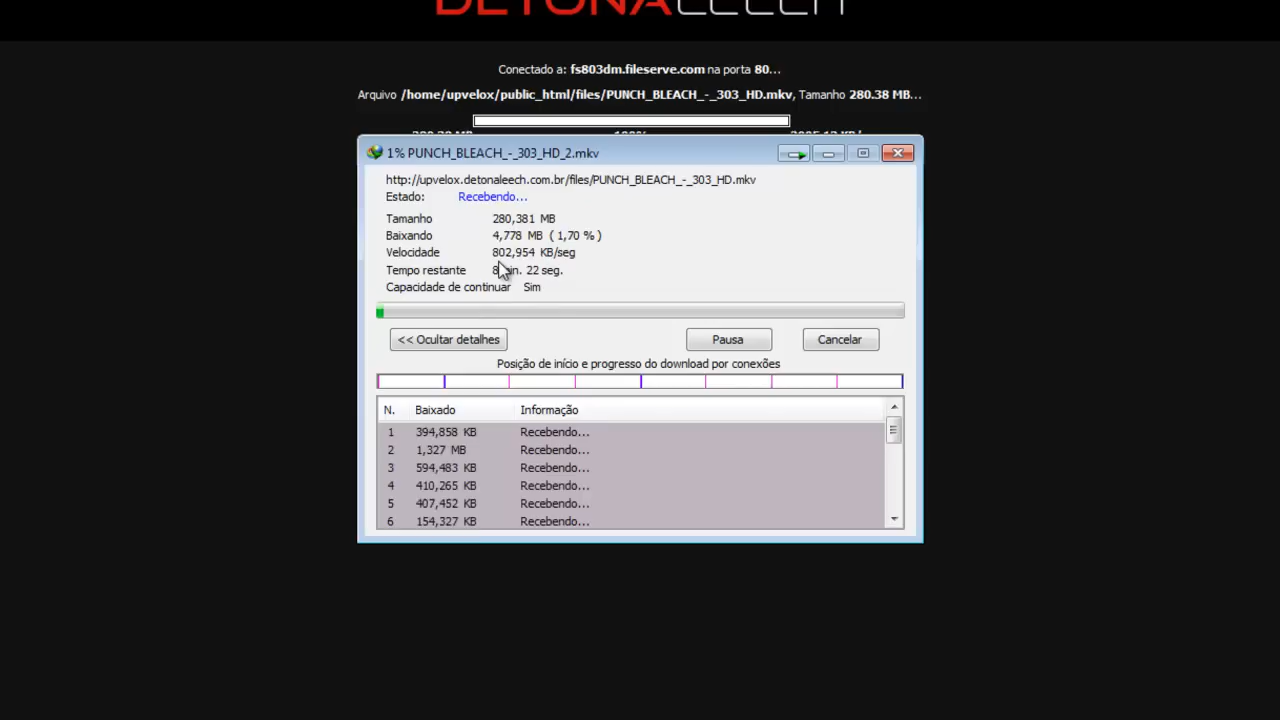 DETONALEECH
Conectado a: fs803dm.fileserve.com na porta 80...
Arquivo /home/upvelox/public_html/files/PUNCH_BLEACH_-_303_HD.mkv, Tamanho 280.38 MB...
1% PUNCH_BLEACH_-_303_HD_2.mkv
http://upvelox.detonaleech.com.br/files/PUNCH_BLEACH_-_303_HD.mkv
Estado: Recebendo...
Tamanho 280,381 MB
Baixando 4,778 MB ( 1,70 % )
Velocidade 802,954 KB/seg
Tempo restante 22 seg.
Capacidade de continuar Sim
<< Ocultar detalhes Pausa Cancelar
Posição de início e progresso do download por conexões
N. Baixado Informação
1 394,858 KB Recebendo...
2 1,327 MB Recebendo...
3 594,483 KB Recebendo...
4 410,265 KB Recebendo...
5 407,452 KB Recebendo...
6 154,327 KB Recebendo...